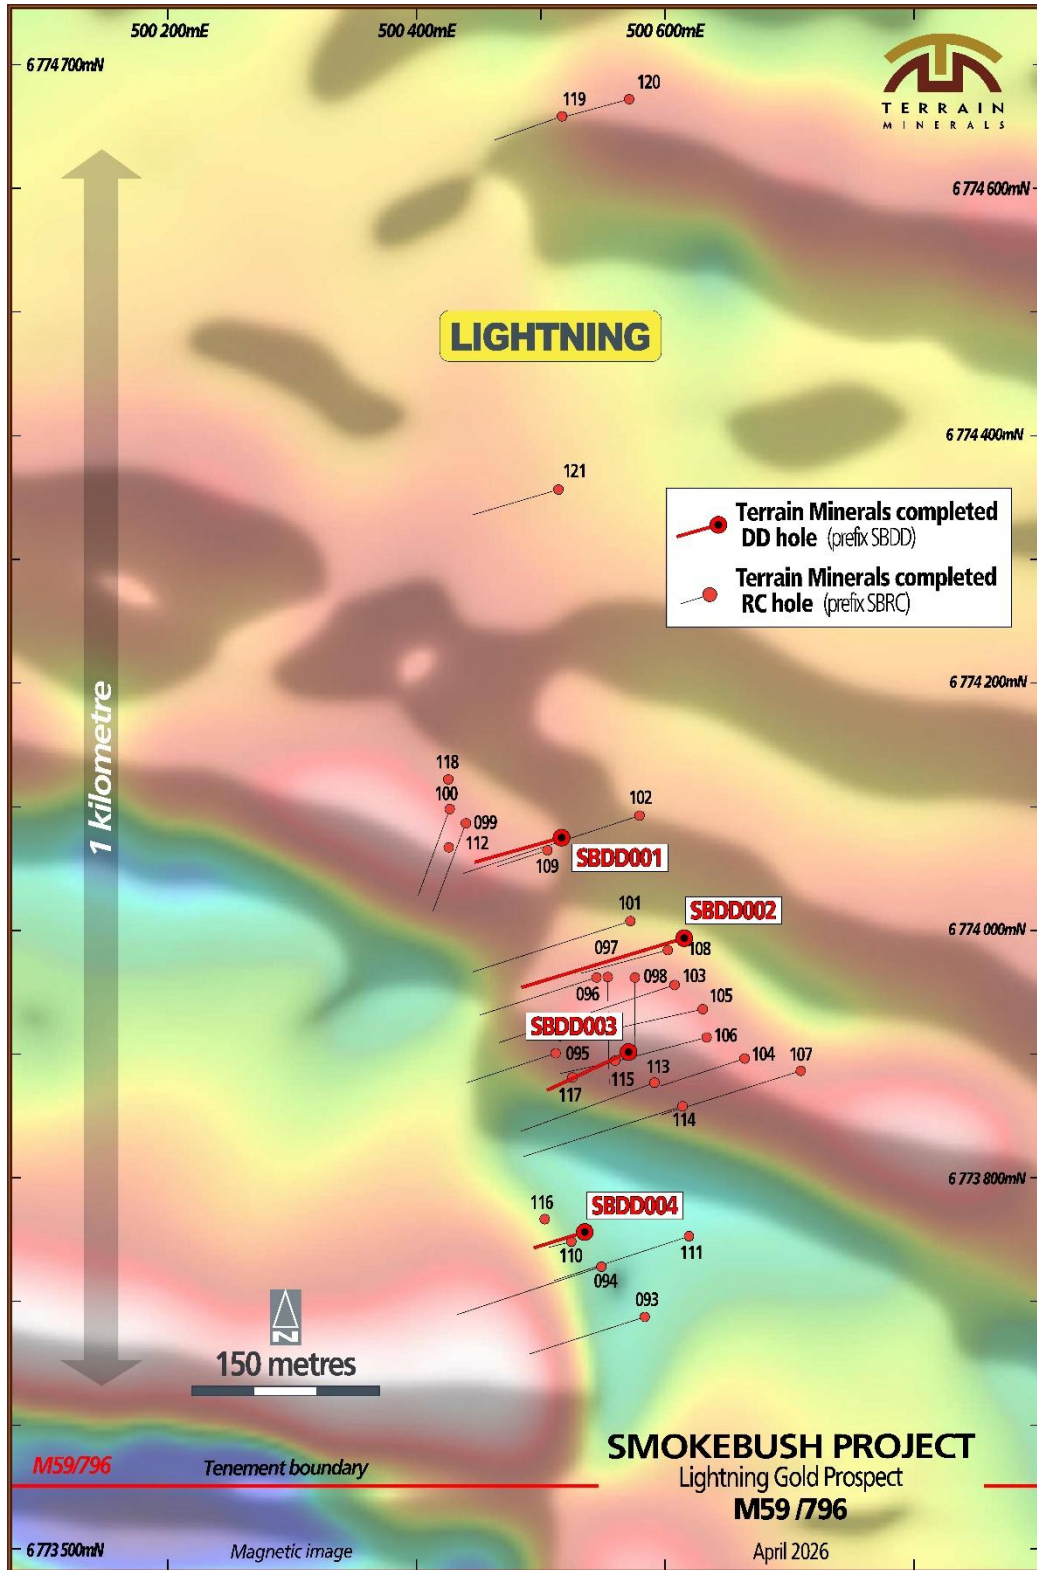 500 200mE
500 400mE
500 600mE
6 774 700mN
TERRAIN
MINERALS
119
120
6 774 600mN
LIGHTNING
6 774 400mN
121
Terrain Minerals completed
DD hole (prefix SBDD)
Terrain Minerals completed
RC hole (prefix SBRC)
6 774 200mN
1 kilometre
118
100
099
112
102
109
SBDD001
101
SBDD002
6 774 000mN
097
108
096
098
103
105
SBDD003
106
095
104
107
115
113
117
114
6 773 800mN
116
SBDD004
110
111
094
093
N
150 metres
SMOKEBUSH PROJECT
Lightning Gold Prospect
M59 /796
M59/796
Tenement boundary
6 773 500mN
Magnetic image
April 2026